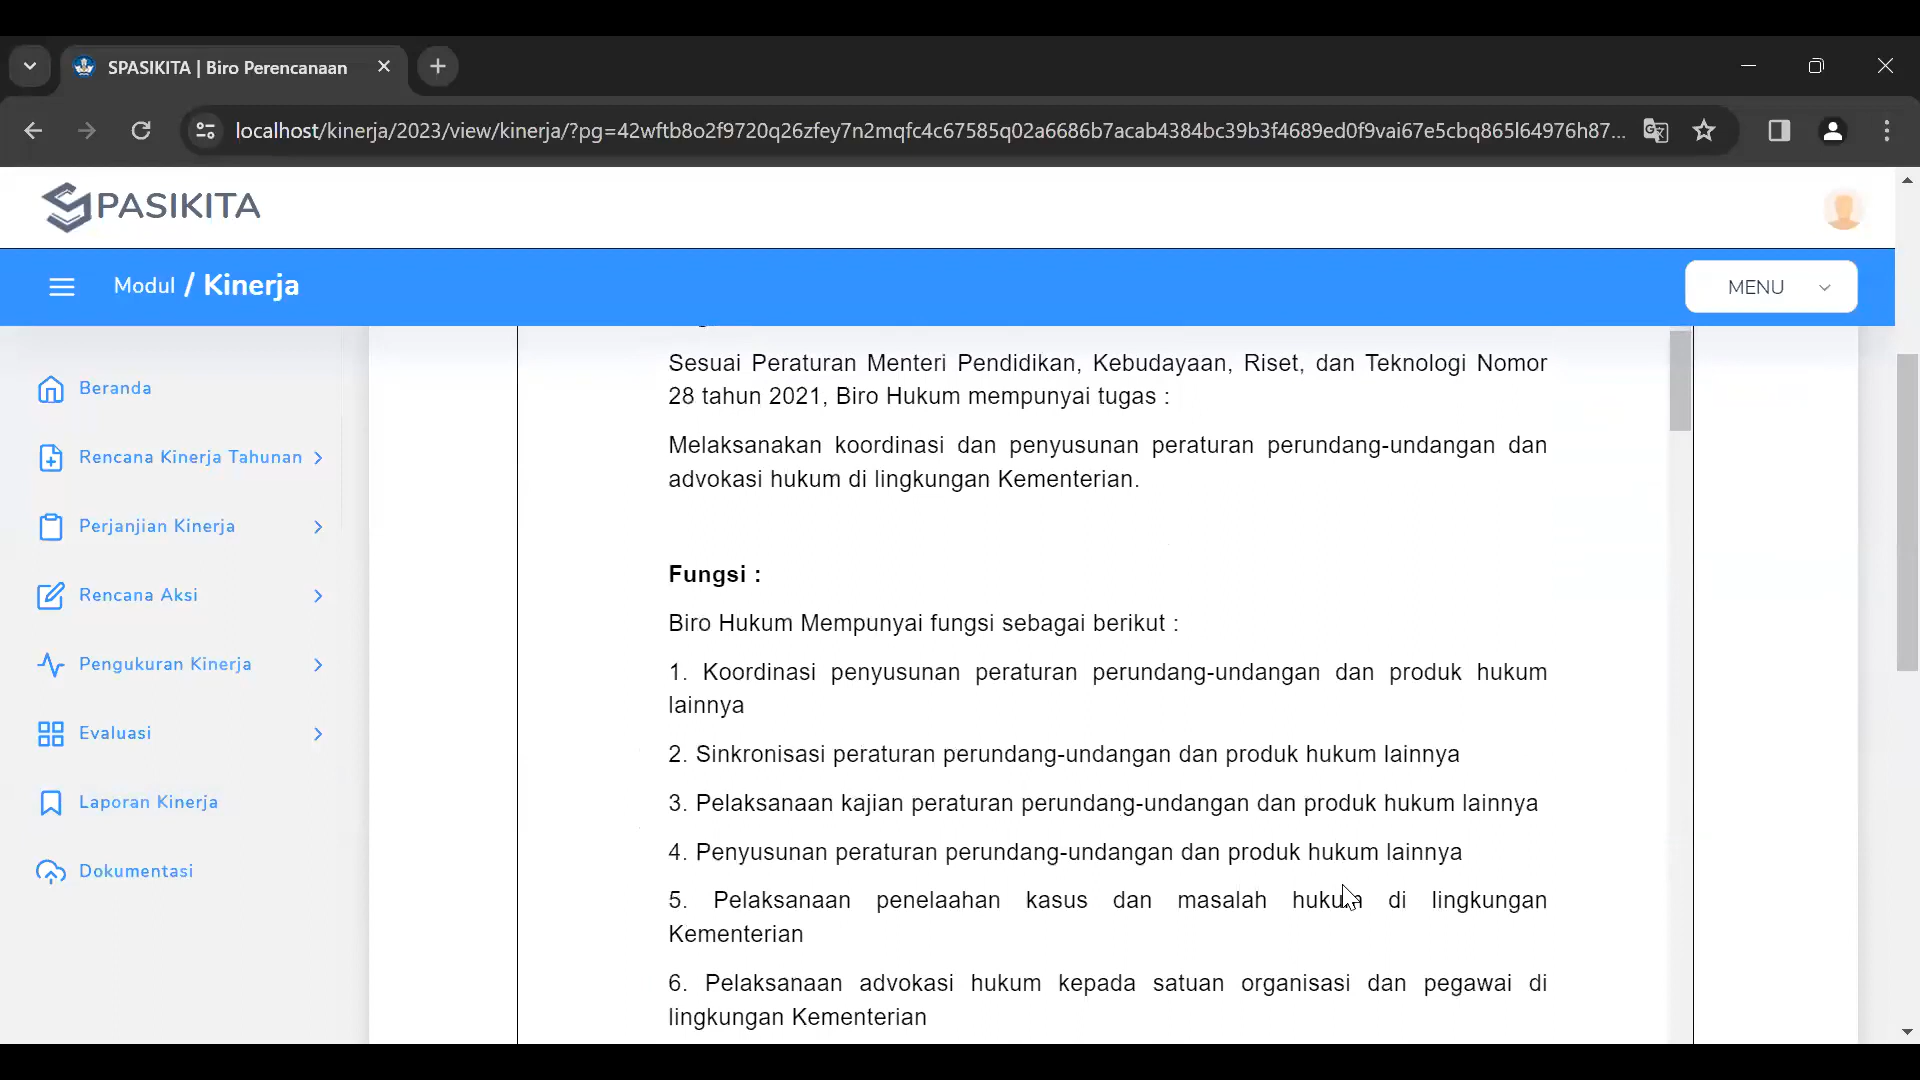 SPASIKITA | Biro Perencanaan
localhost/kinerja/2023/view/kinerja/?pg=42wftb8o2f9720q26zfey7n2mqfc4c67585q02a6686b7acab4384bc39b3f4689ed0f9vai67e5cbq865l64976h87...
SPASIKITA
Modul / Kinerja
MENU
Beranda
Rencana Kinerja Tahunan
Perjanjian Kinerja
Rencana Aksi
Pengukuran Kinerja
Evaluasi
Laporan Kinerja
Dokumentasi
Sesuai Peraturan Menteri Pendidikan, Kebudayaan, Riset, dan Teknologi Nomor
28 tahun 2021, Biro Hukum mempunyai tugas :
Melaksanakan koordinasi dan penyusunan peraturan perundang-undangan dan
advokasi hukum di lingkungan Kementerian.
Fungsi :
Biro Hukum Mempunyai fungsi sebagai berikut :
1. Koordinasi penyusunan peraturan perundang-undangan dan produk hukum
lainnya
2. Sinkronisasi peraturan perundang-undangan dan produk hukum lainnya
3. Pelaksanaan kajian peraturan perundang-undangan dan produk hukum lainnya
4. Penyusunan peraturan perundang-undangan dan produk hukum lainnya
5. Pelaksanaan penelaahan kasus dan masalah hukum di lingkungan
Kementerian
6. Pelaksanaan advokasi hukum kepada satuan organisasi dan pegawai di
lingkungan Kementerian